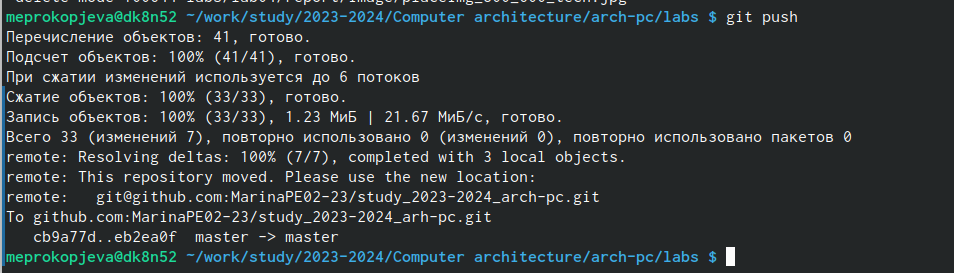 meprokopjeva@dk8n52 ~/work/study/2023-2024/Computer architecture/arch-pc/labs $ git push
Перечисление объектов: 41, готово.
Подсчет объектов: 100% (41/41), готово.
При сжатии изменений используется до 6 потоков
Сжатие объектов: 100% (33/33), готово.
Запись объектов: 100% (33/33), 1.23 МиБ | 21.67 МиБ/с, готово.
Всего 33 (изменений 7), повторно использовано 0 (изменений 0), повторно использовано пакетов 0
remote: Resolving deltas: 100% (7/7), completed with 3 local objects.
remote: This repository moved. Please use the new location:
remote:   git@github.com:MarinaPE02-23/study_2023-2024_arch-pc.git
To github.com:MarinaPE02-23/study_2023-2024_arh-pc.git
   cb9a77d..eb2ea0f  master -> master
meprokopjeva@dk8n52 ~/work/study/2023-2024/Computer architecture/arch-pc/labs $